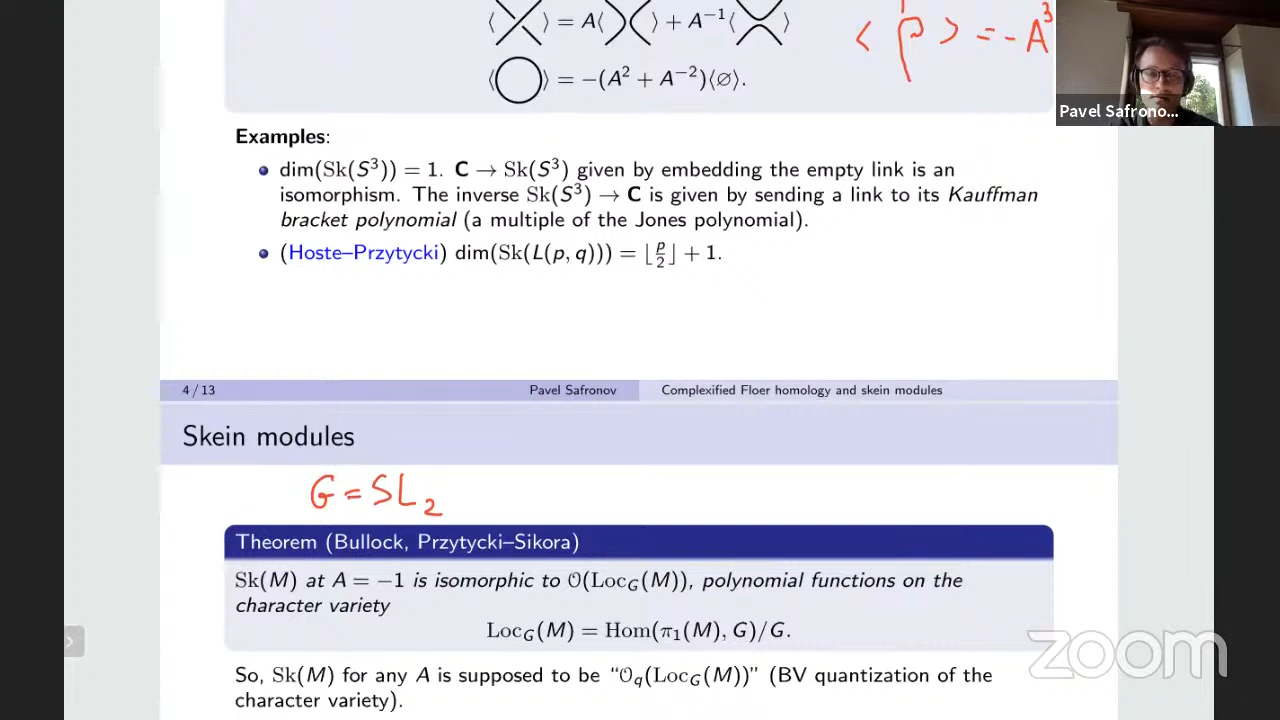 ⟨ ⟩ = A⟨ ⟩ + A⁻¹⟨ ⟩
⟨ ⟩ = = - A³
Pavel Safrono...
⟨◯⟩ = −(A² + A⁻²)⟨∅⟩.
Examples:
dim(Sk(S³)) = 1. C → Sk(S³) given by embedding the empty link is an
isomorphism. The inverse Sk(S³) → C is given by sending a link to its Kauffman
bracket polynomial (a multiple of the Jones polynomial).
(Hoste–Przytycki) dim(Sk(L(p, q))) = ⌊p/2⌋ + 1.
4 / 13 Pavel Safronov Complexified Floer homology and skein modules
Skein modules
G = SL₂
Theorem (Bullock, Przytycki–Sikora)
Sk(M) at A = −1 is isomorphic to O(Loc_G(M)), polynomial functions on the
character variety
Loc_G(M) = Hom(π₁(M), G)/G.
So, Sk(M) for any A is supposed to be “O_q(Loc_G(M))” (BV quantization of the
character variety).
zoom